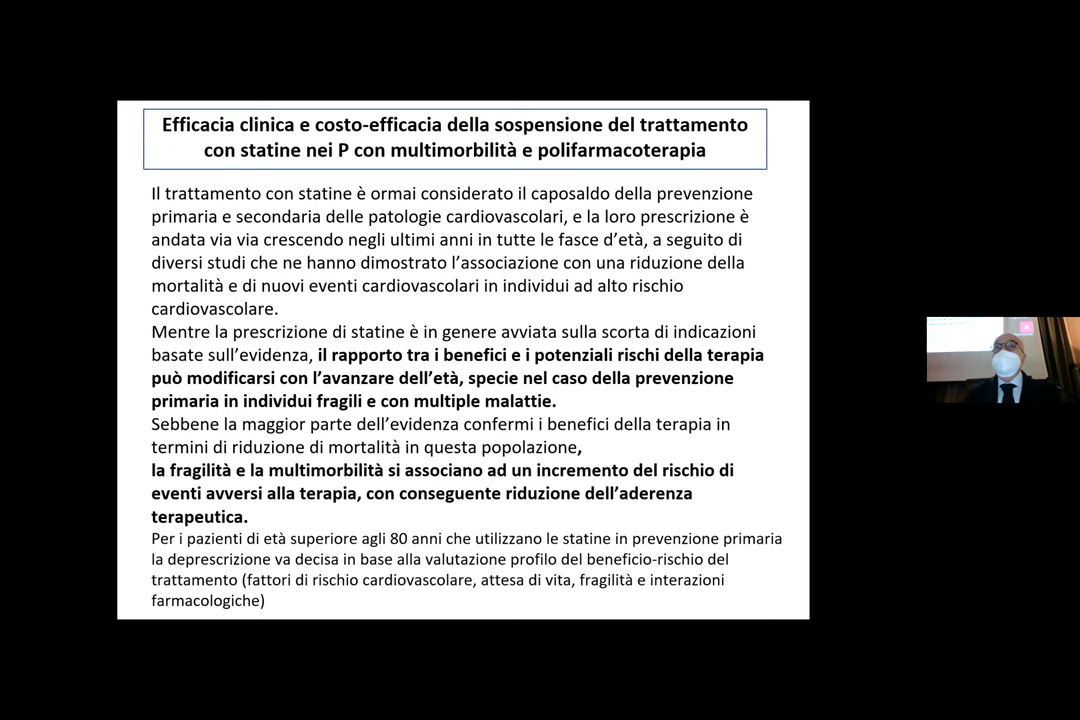 Efficacia clinica e costo-efficacia della sospensione del trattamento
con statine nei P con multimorbilità e polifarmacoterapia
Il trattamento con statine è ormai considerato il caposaldo della prevenzione
primaria e secondaria delle patologie cardiovascolari, e la loro prescrizione è
andata via via crescendo negli ultimi anni in tutte le fasce d’età, a seguito di
diversi studi che ne hanno dimostrato l’associazione con una riduzione della
mortalità e di nuovi eventi cardiovascolari in individui ad alto rischio
cardiovascolare.
Mentre la prescrizione di statine è in genere avviata sulla scorta di indicazioni
basate sull’evidenza, il rapporto tra i benefici e i potenziali rischi della terapia
può modificarsi con l’avanzare dell’età, specie nel caso della prevenzione
primaria in individui fragili e con multiple malattie.
Sebbene la maggior parte dell’evidenza confermi i benefici della terapia in
termini di riduzione di mortalità in questa popolazione,
la fragilità e la multimorbilità si associano ad un incremento del rischio di
eventi avversi alla terapia, con conseguente riduzione dell’aderenza
terapeutica.
Per i pazienti di età superiore agli 80 anni che utilizzano le statine in prevenzione primaria
la deprescrizione va decisa in base alla valutazione profilo del beneficio-rischio del
trattamento (fattori di rischio cardiovascolare, attesa di vita, fragilità e interazioni
farmacologiche)